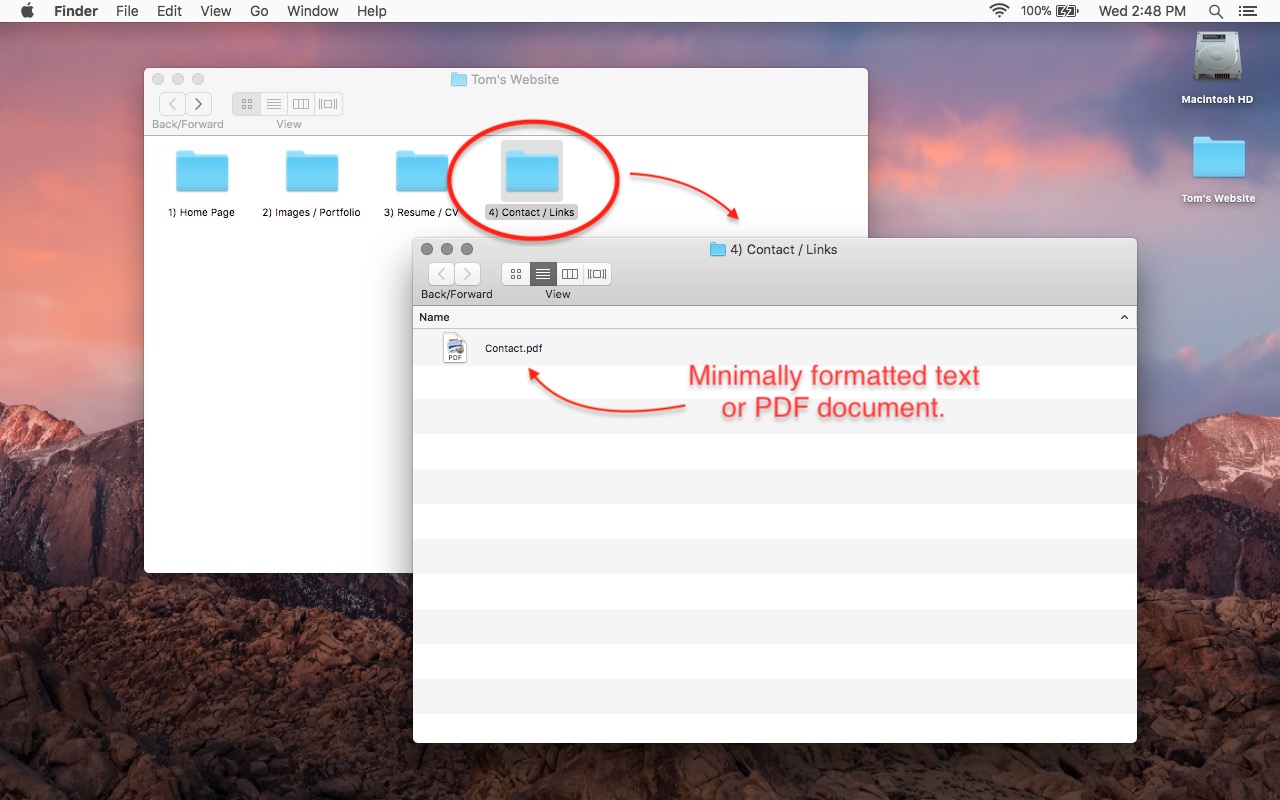 Finder File Edit View Go Window Help 100% Wed 2:48 PM
Macintosh HD
Tom's Website
Tom's Website
Back/Forward View
1) Home Page 2) Images / Portfolio 3) Resume / CV 4) Contact / Links
4) Contact / Links
Back/Forward View
Name
PDF Contact.pdf
Minimally formatted text
or PDF document.